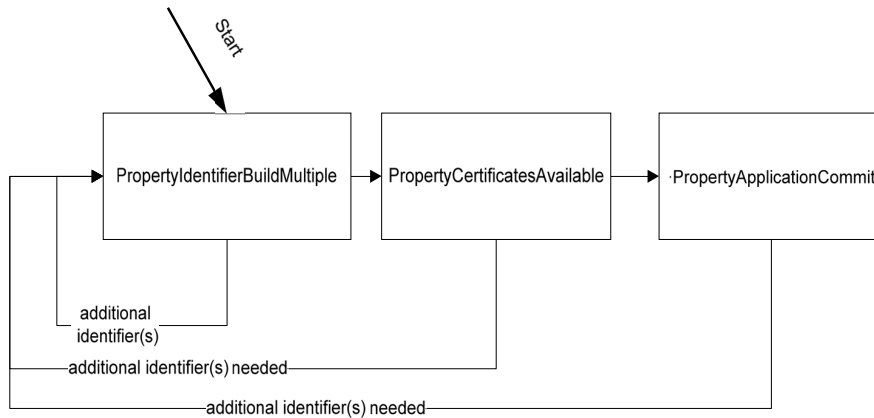 Start
PropertyIdentifierBuildMultiple
PropertyCertificatesAvailable
PropertyApplicationCommit
additional
identifier(s)
additional identifier(s) needed
additional identifier(s) needed